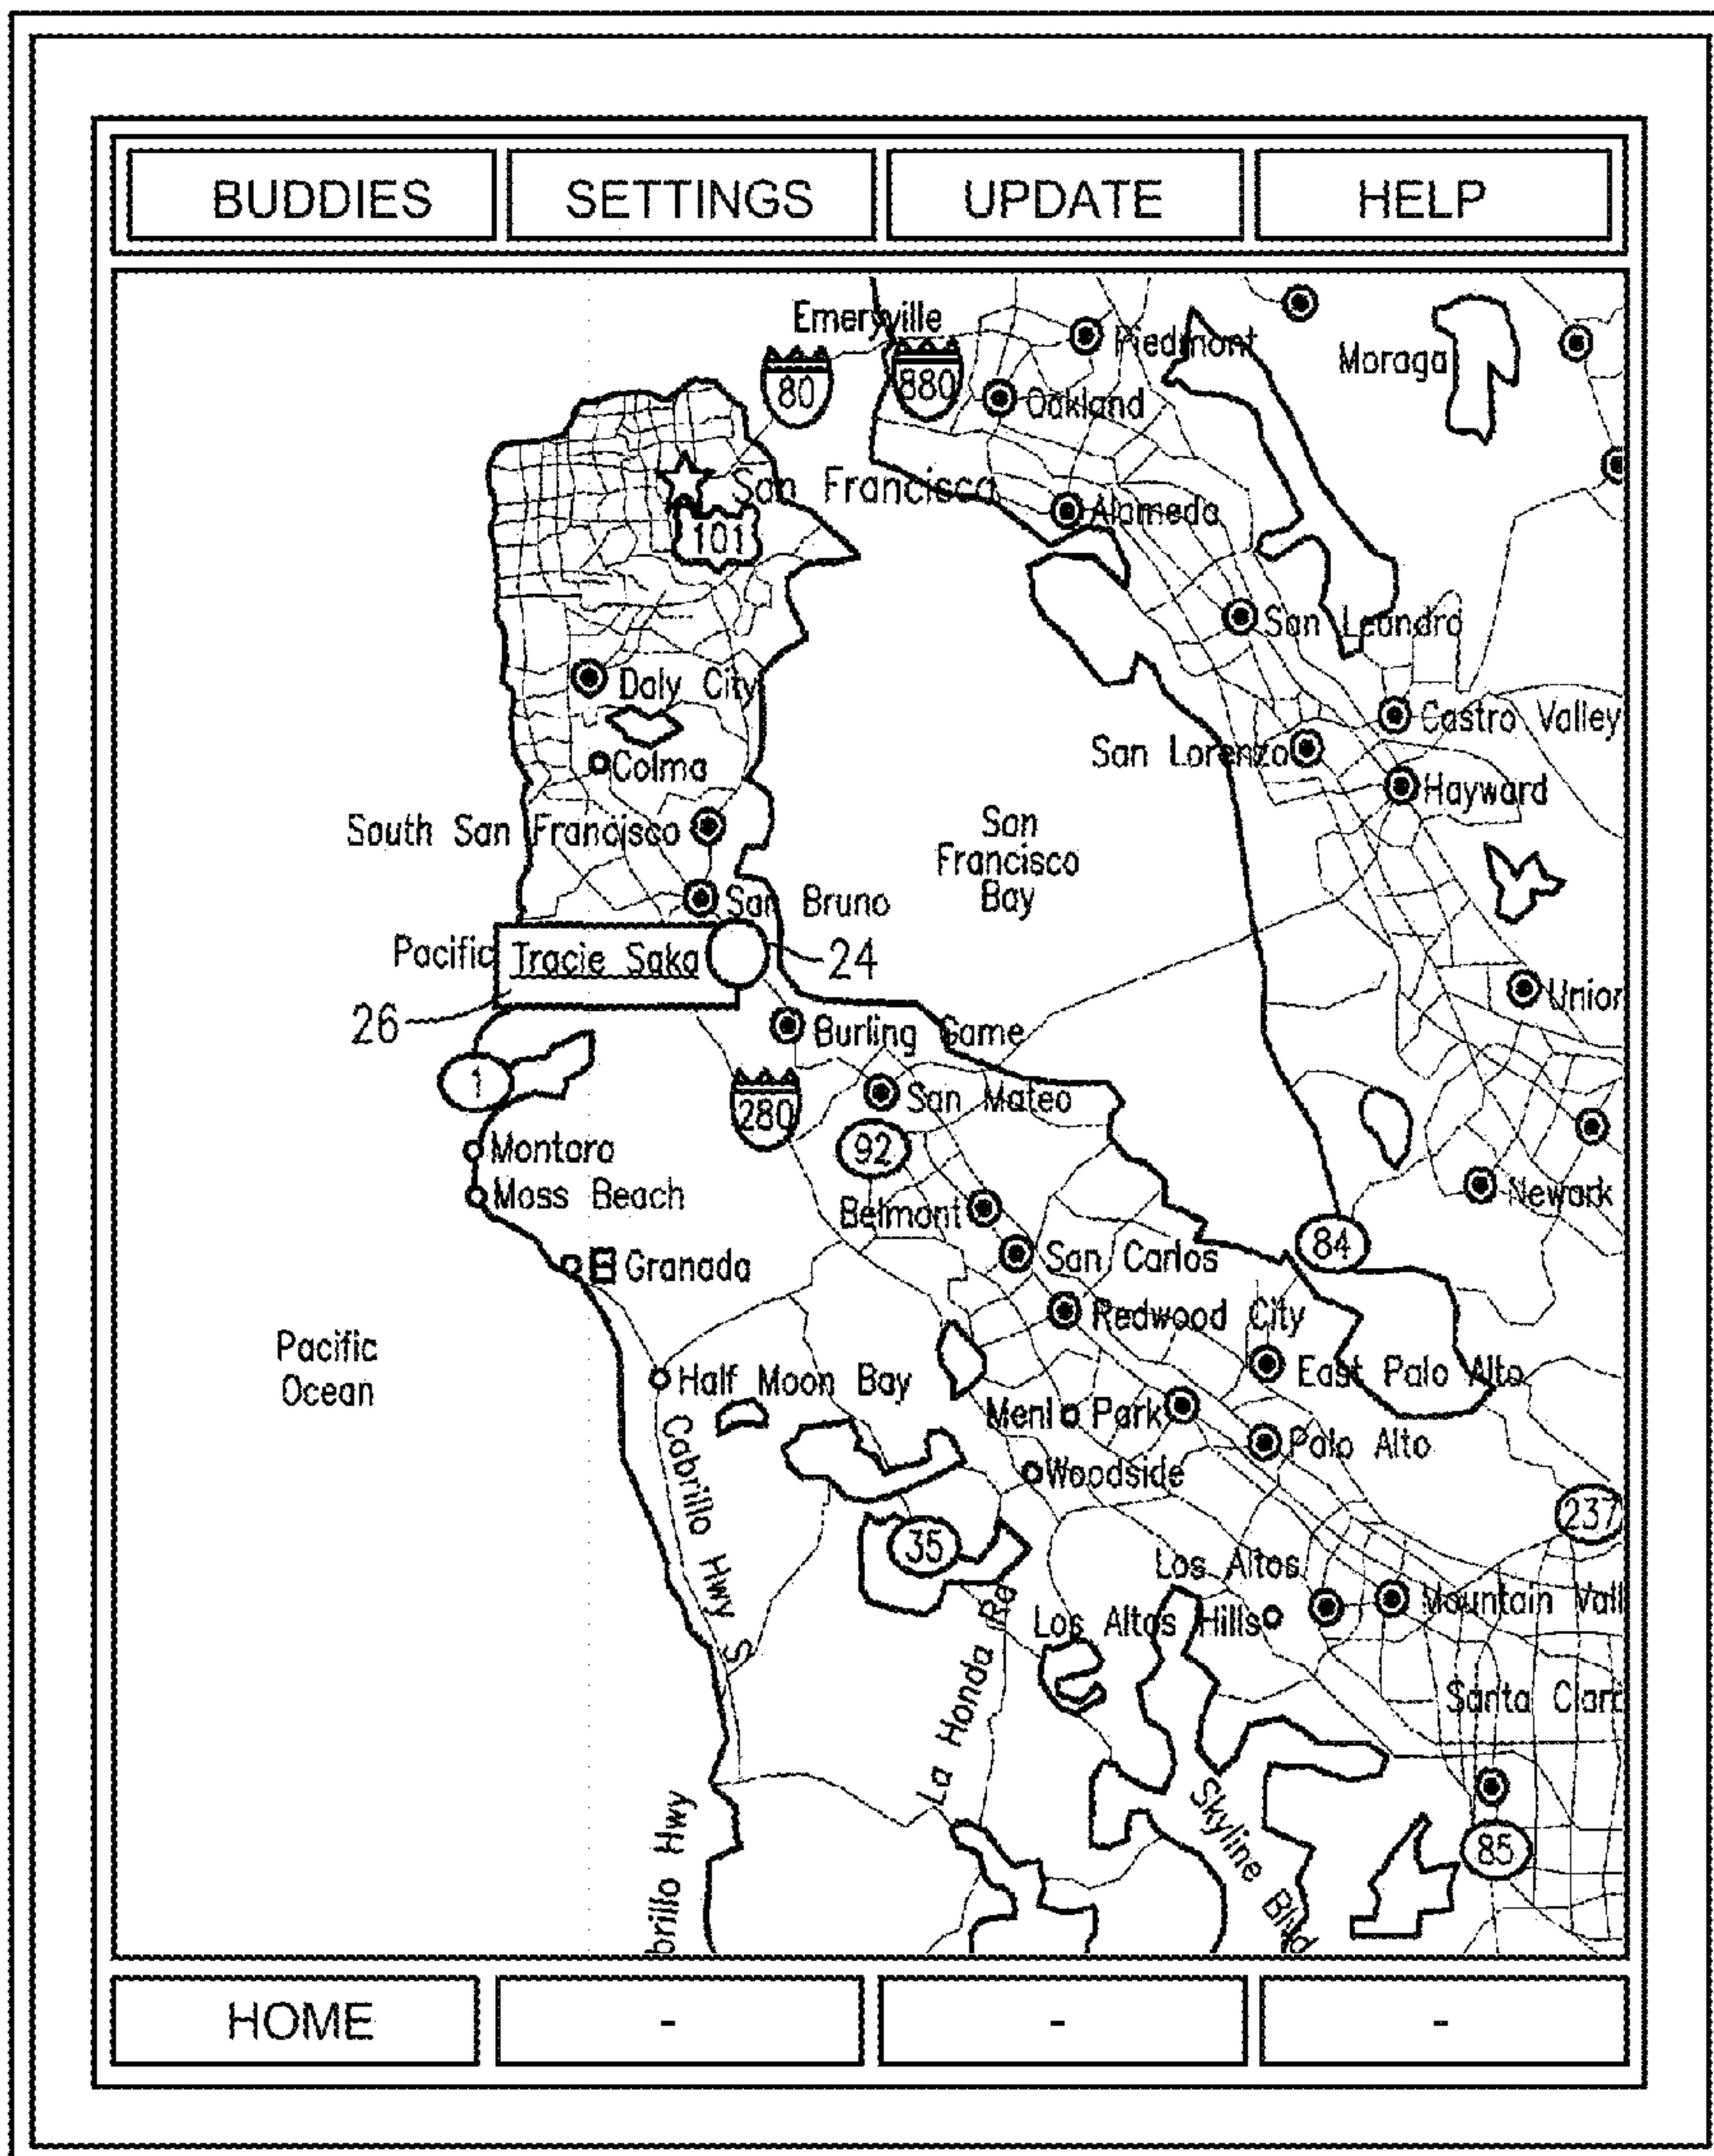 BUDDIES
SETTINGS
UPDATE
HELP
Emeryville
Piedmont
Moraga
80
880
Oakland
San Francisca
Alameda
101
San Leandro
Daly City
Castro Valley
San Lorenzo
Colma
Hayward
South San Francisco
San
Francisco
Bay
San Bruno
Pacific
Tracie Saka
24
Union
26
Burling Game
1
280
San Mateo
92
Montara
Moss Beach
Newark
Belmont
84
San Carlos
Granada
Redwood City
Pacific
Ocean
East Palo Alto
Half Moon Bay
Menlo Park
Palo Alto
Woodside
Cabrillo Hwy S
237
35
Los Altos
Mountain Vall
Los Altos Hills
La Honda Rd
Santa Clara
Skyline Blvd
85
brillo Hwy
HOME
-
-
-